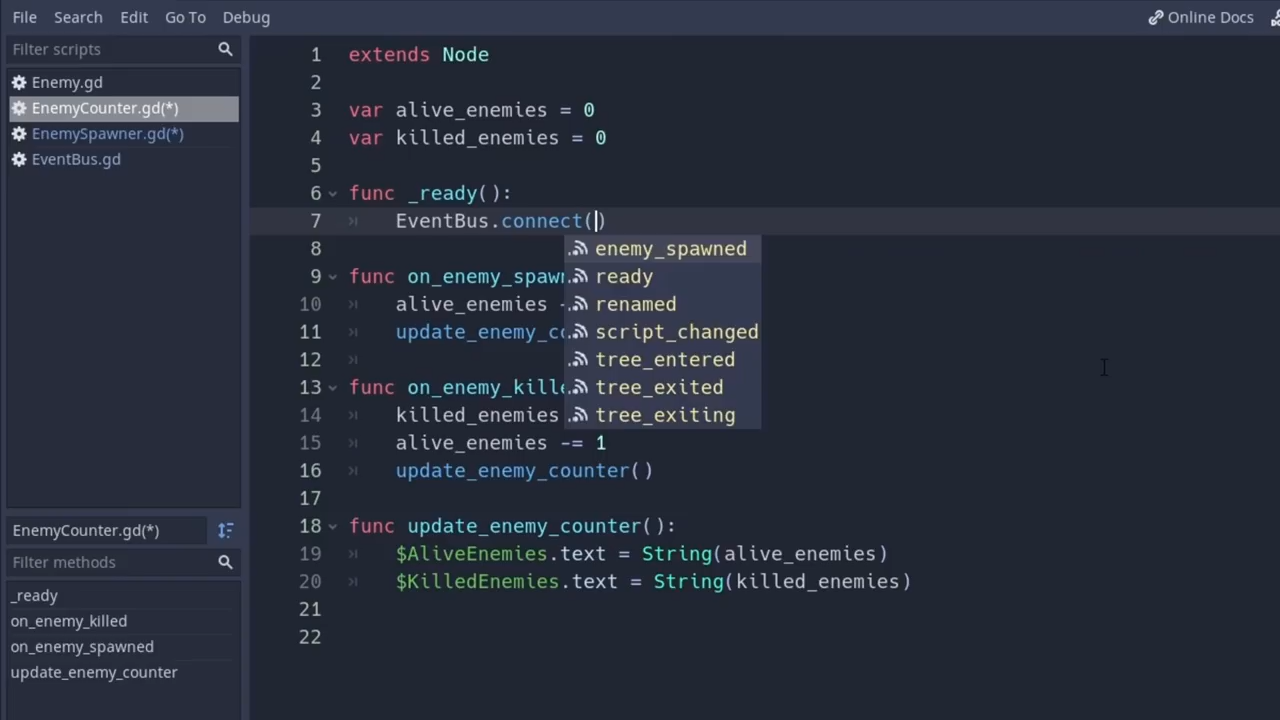 File Search Edit Go To Debug Online Docs
Filter scripts
Enemy.gd
EnemyCounter.gd(*)
EnemySpawner.gd(*)
EventBus.gd
EnemyCounter.gd(*)
Filter methods
_ready
on_enemy_killed
on_enemy_spawned
update_enemy_counter
1 extends Node
2
3 var alive_enemies = 0
4 var killed_enemies = 0
5
6 func _ready():
7 EventBus.connect()
8
9 func on_enemy_spawn
10 alive_enemies
11 update_enemy_co
12
13 func on_enemy_kille
14 killed_enemies
15 alive_enemies -= 1
16 update_enemy_counter()
17
18 func update_enemy_counter():
19 $AliveEnemies.text = String(alive_enemies)
20 $KilledEnemies.text = String(killed_enemies)
21
22
enemy_spawned
ready
renamed
script_changed
tree_entered
tree_exited
tree_exiting